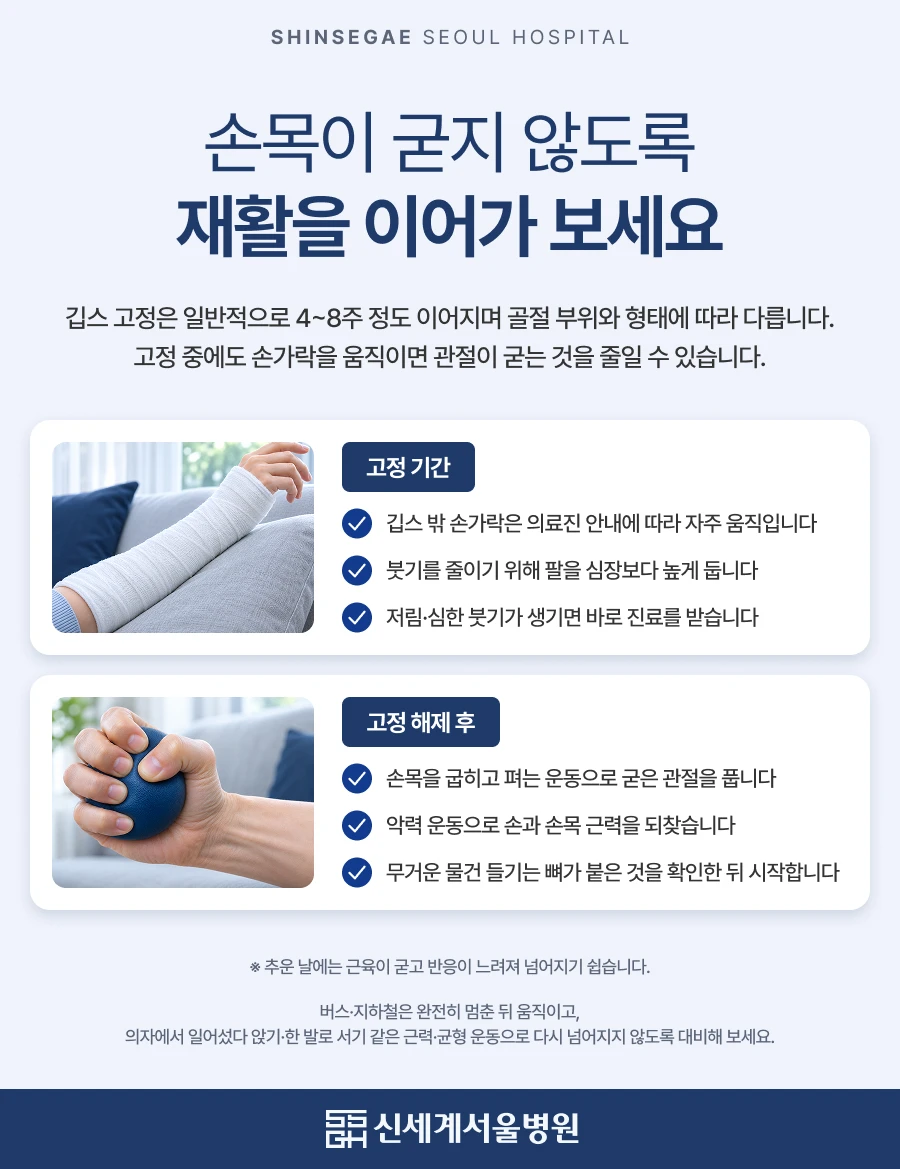 SHINSEGAE SEOUL HOSPITAL
손목이 굳지 않도록
재활을 이어가 보세요
깁스 고정은 일반적으로 4~8주 정도 이어지며 골절 부위와 형태에 따라 다릅니다.
고정 중에도 손가락을 움직이면 관절이 굳는 것을 줄일 수 있습니다.
고정 기간
깁스 밖 손가락은 의료진 안내에 따라 자주 움직입니다
붓기를 줄이기 위해 팔을 심장보다 높게 둡니다
저림·심한 붓기가 생기면 바로 진료를 받습니다
고정 해제 후
손목을 굽히고 펴는 운동으로 굳은 관절을 풉니다
악력 운동으로 손과 손목 근력을 되찾습니다
무거운 물건 들기는 뼈가 붙은 것을 확인한 뒤 시작합니다
※ 추운 날에는 근육이 굳고 반응이 느려져 넘어지기 쉽습니다.
버스·지하철은 완전히 멈춘 뒤 움직이고,
의자에서 일어섰다 앉기·한 발로 서기 같은 근력·균형 운동으로 다시 넘어지지 않도록 대비해 보세요.
신세계서울병원